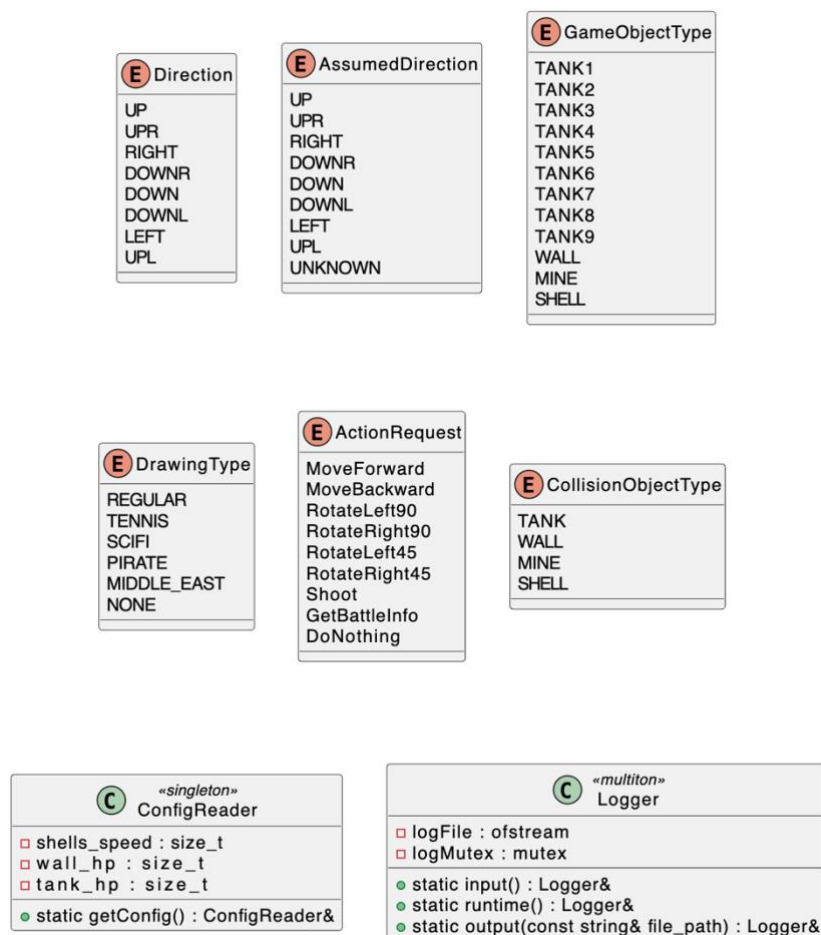 E Direction
UP
UPR
RIGHT
DOWNR
DOWN
DOWNL
LEFT
UPL
E AssumedDirection
UP
UPR
RIGHT
DOWNR
DOWN
DOWNL
LEFT
UPL
UNKNOWN
E GameObjectType
TANK1
TANK2
TANK3
TANK4
TANK5
TANK6
TANK7
TANK8
TANK9
WALL
MINE
SHELL
E DrawingType
REGULAR
TENNIS
SCIFI
PIRATE
MIDDLE_EAST
NONE
E ActionRequest
MoveForward
MoveBackward
RotateLeft90
RotateRight90
RotateLeft45
RotateRight45
Shoot
GetBattleInfo
DoNothing
E CollisionObjectType
TANK
WALL
MINE
SHELL
C «singleton»
ConfigReader
shells_speed : size_t
wall_hp : size_t
tank_hp : size_t
static getConfig() : ConfigReader&
C «multiton»
Logger
logFile : ofstream
logMutex : mutex
static input() : Logger&
static runtime() : Logger&
static output(const string& file_path) : Logger&